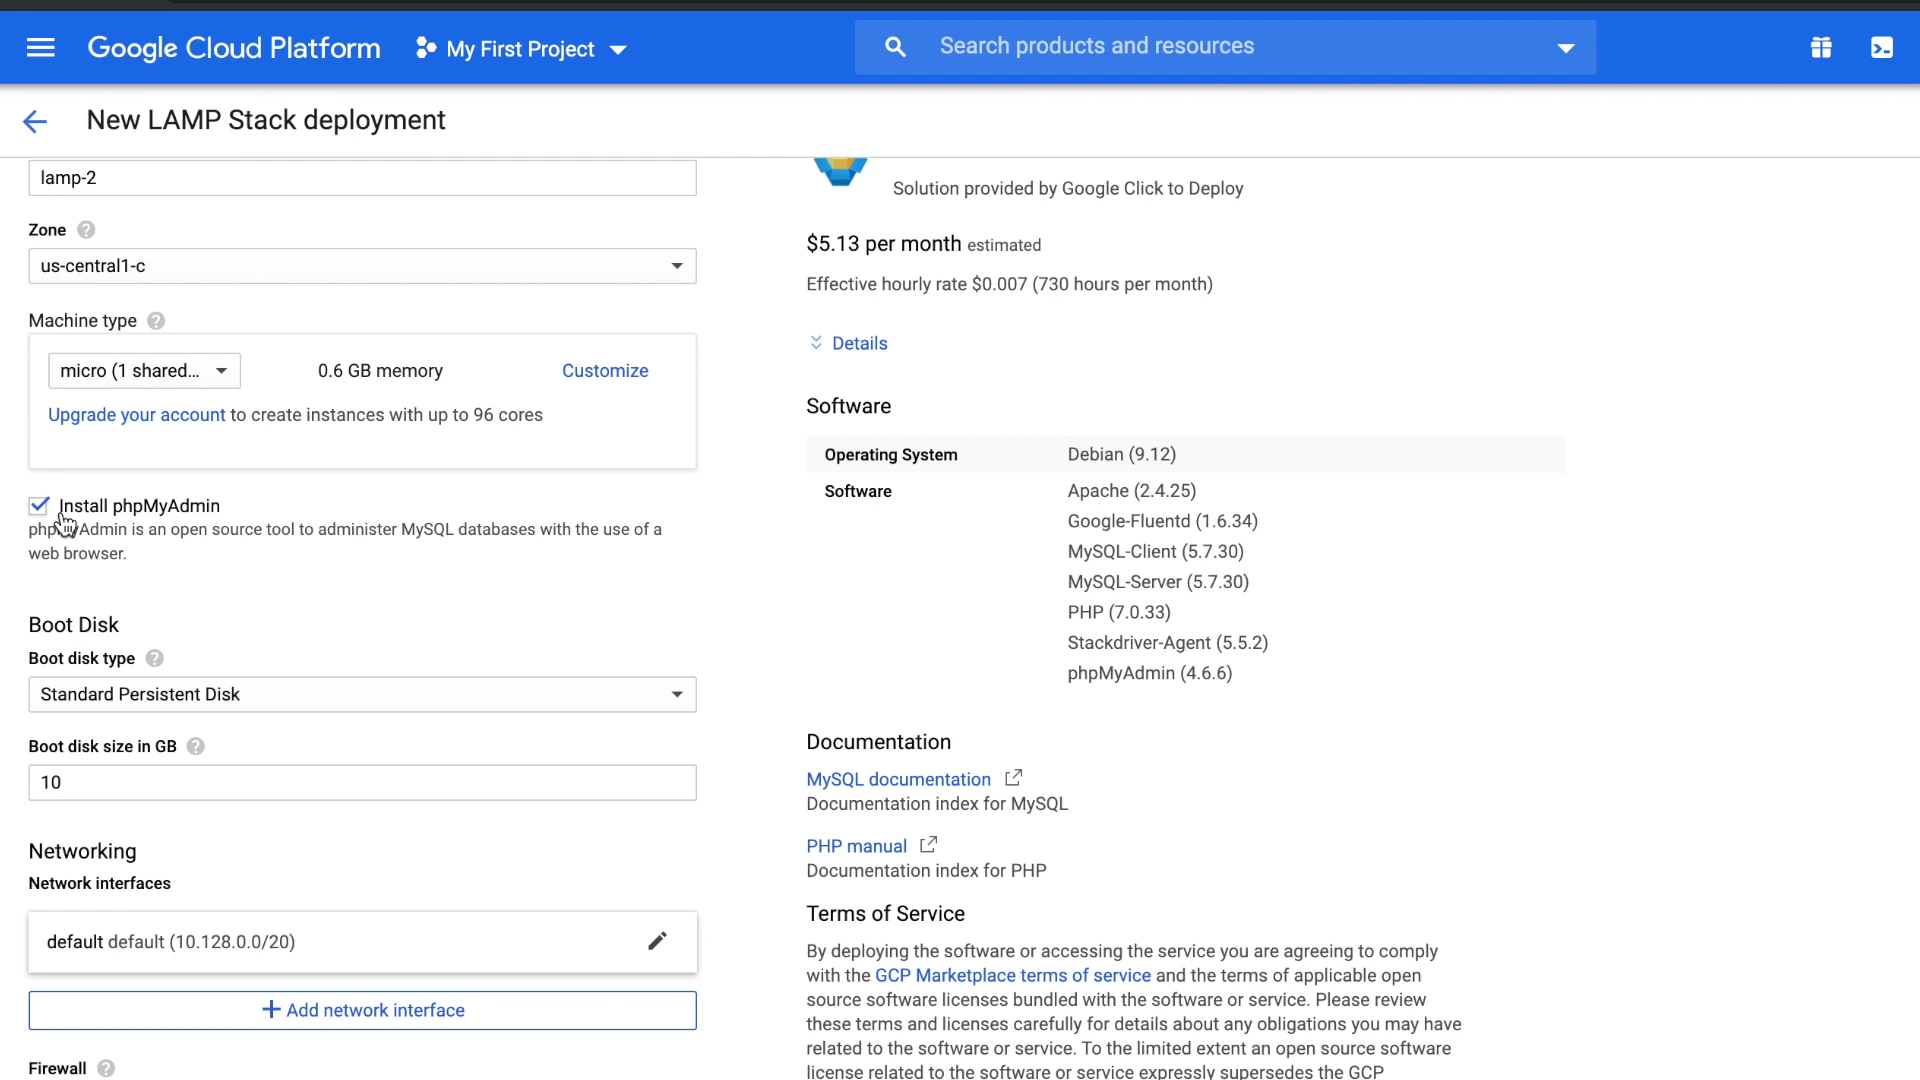 Google Cloud Platform
My First Project
Search products and resources
New LAMP Stack deployment
lamp-2
Zone
us-central1-c
Machine type
micro (1 shared...
0.6 GB memory
Customize
Upgrade your account to create instances with up to 96 cores
Install phpMyAdmin
phpMyAdmin is an open source tool to administer MySQL databases with the use of a
web browser.
Boot Disk
Boot disk type
Standard Persistent Disk
Boot disk size in GB
10
Networking
Network interfaces
default default (10.128.0.0/20)
+ Add network interface
Firewall
Solution provided by Google Click to Deploy
$5.13 per month estimated
Effective hourly rate $0.007 (730 hours per month)
Details
Software
Operating System Debian (9.12)
Software Apache (2.4.25)
Google-Fluentd (1.6.34)
MySQL-Client (5.7.30)
MySQL-Server (5.7.30)
PHP (7.0.33)
Stackdriver-Agent (5.5.2)
phpMyAdmin (4.6.6)
Documentation
MySQL documentation
Documentation index for MySQL
PHP manual
Documentation index for PHP
Terms of Service
By deploying the software or accessing the service you are agreeing to comply
with the GCP Marketplace terms of service and the terms of applicable open
source software licenses bundled with the software or service. Please review
these terms and licenses carefully for details about any obligations you may have
related to the software or service. To the limited extent an open source software
license related to the software or service expressly supersedes the GCP